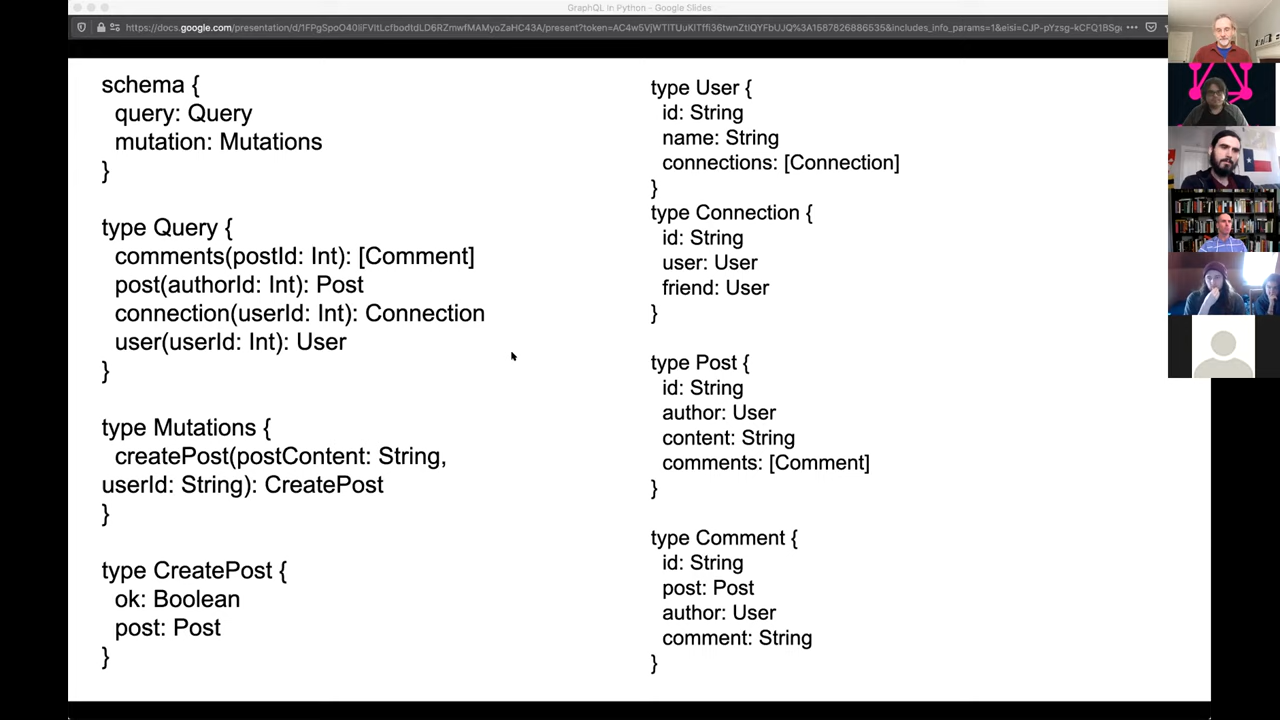 GraphQL in Python - Google Slides
schema {
query: Query
mutation: Mutations
}
type Query {
comments(postId: Int): [Comment]
post(authorId: Int): Post
connection(userId: Int): Connection
user(userId: Int): User
}
type Mutations {
createPost(postContent: String,
userId: String): CreatePost
}
type CreatePost {
ok: Boolean
post: Post
}
type User {
id: String
name: String
connections: [Connection]
}
type Connection {
id: String
user: User
friend: User
}
type Post {
id: String
author: User
content: String
comments: [Comment]
}
type Comment {
id: String
post: Post
author: User
comment: String
}